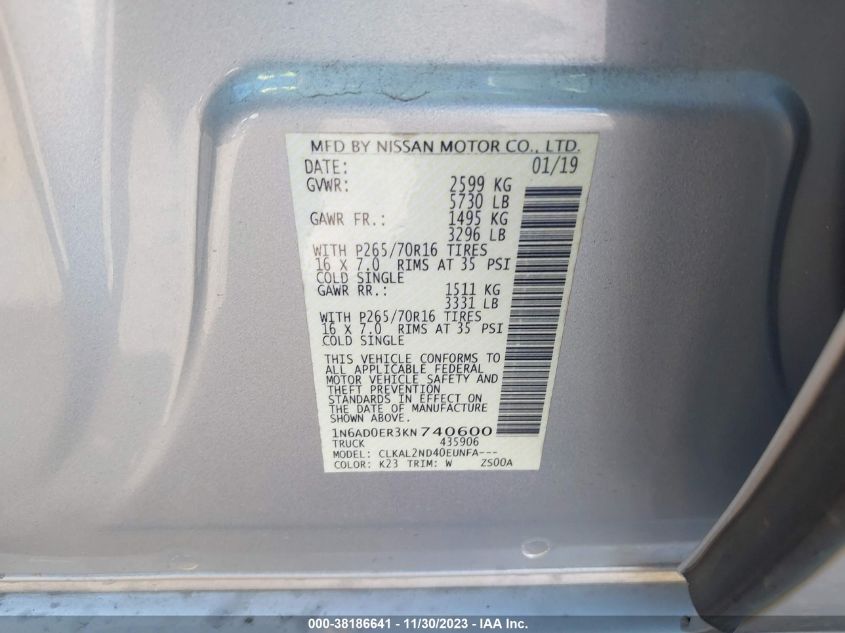 MFD BY NISSAN MOTOR CO., LTD.
DATE: 01/19
GVWR: 2599 KG
5730 LB
GAWR FR.: 1495 KG
3296 LB
WITH P265/70R16 TIRES
16 X 7.0 RIMS AT 35 PSI
COLD SINGLE
GAWR RR.: 1511 KG
3331 LB
WITH P265/70R16 TIRES
16 X 7.0 RIMS AT 35 PSI
COLD SINGLE
THIS VEHICLE CONFORMS TO
ALL APPLICABLE FEDERAL
MOTOR VEHICLE SAFETY AND
THEFT PREVENTION
STANDARDS IN EFFECT ON
THE DATE OF MANUFACTURE
SHOWN ABOVE.
1N6AD0ER3KN740600
TRUCK 435906
MODEL: CLKAL2ND40EUNFA---
COLOR: K23 TRIM: W ZS00A
000-38186641 - 11/30/2023 - IAAI.com